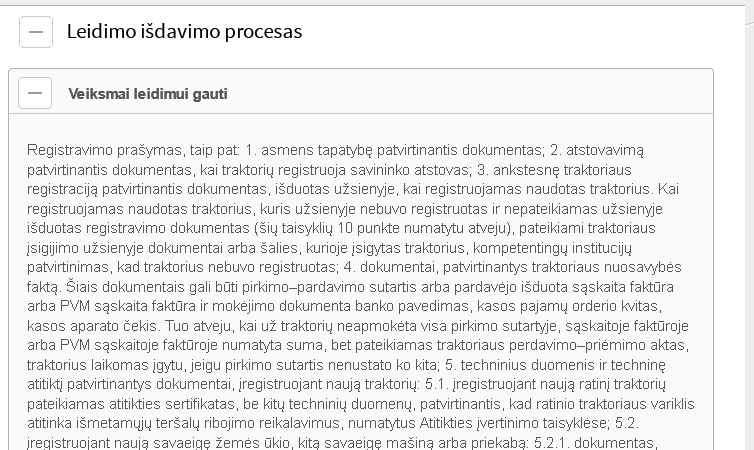 Leidimo išdavimo procesas
Veiksmai leidimui gauti
Registravimo prašymas, taip pat: 1. asmens tapatybę patvirtinantis dokumentas; 2. atstovavimą
patvirtinantis dokumentas, kai traktorių registruoja savininko atstovas; 3. ankstesnę traktoriaus
registraciją patvirtinantis dokumentas, išduotas užsienyje, kai registruojamas naudotas traktorius. Kai
registruojamas naudotas traktorius, kuris užsienyje nebuvo registruotas ir nepateikiamas užsienyje
išduotas registravimo dokumentas (šių taisyklių 10 punkte numatytu atveju), pateikiami traktoriaus
įsigijimo užsienyje dokumentai arba šalies, kurioje įsigytas traktorius, kompetentingų institucijų
patvirtinimas, kad traktorius nebuvo registruotas; 4. dokumentai, patvirtinantys traktoriaus nuosavybės
faktą. Šiais dokumentais gali būti pirkimo–pardavimo sutartis arba pardavėjo išduota sąskaita faktūra
arba PVM sąskaita faktūra ir mokėjimo dokumenta banko pavedimas, kasos pajamų orderio kvitas,
kasos aparato čekis. Tuo atveju, kai už traktorių neapmokėta visa pirkimo sutartyje, sąskaitoje faktūroje
arba PVM sąskaitoje faktūroje numatyta suma, bet pateikiamas traktoriaus perdavimo–priėmimo aktas,
traktorius laikomas įgytu, jeigu pirkimo sutartis nenustato ko kita; 5. techninius duomenis ir techninę
atitiktį patvirtinantys dokumentai, įregistruojant naują traktorių: 5.1. įregistruojant naują ratinį traktorių
pateikiamas atitikties sertifikatas, be kitų techninių duomenų, patvirtinantis, kad ratinio traktoriaus variklis
atitinka išmetamųjų teršalų ribojimo reikalavimus, numatytus Atitikties įvertinimo taisyklėse; 5.2.
įregistruojant naują savaeigę žemės ūkio, kitą savaeigę mašiną arba priekabą: 5.2.1. dokumentas,